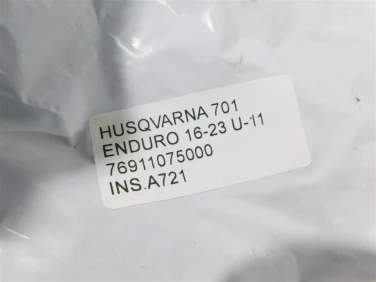 HUSQVARNA 701
ENDURO 16-23 U-11
76911075000
INS.A721